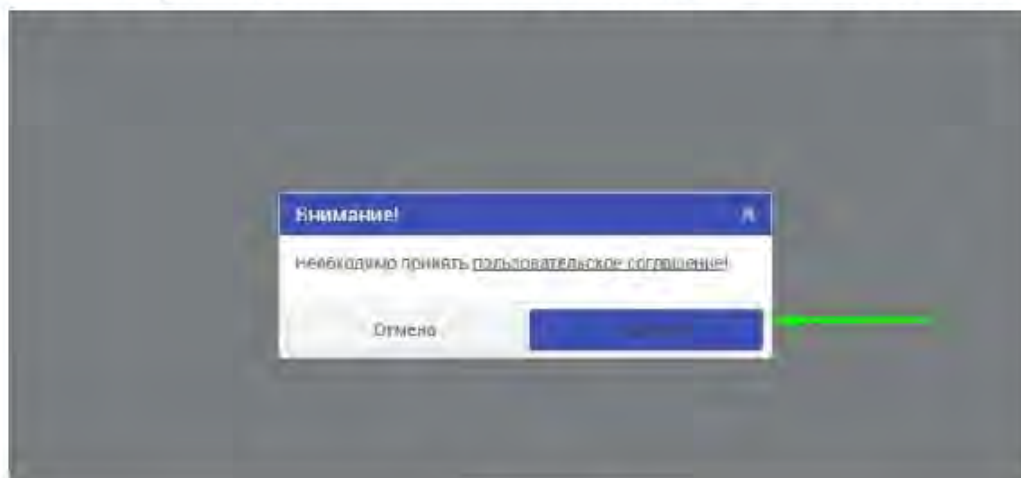 Внимание!
Необходимо принять пользовательское соглашение!
Отмена